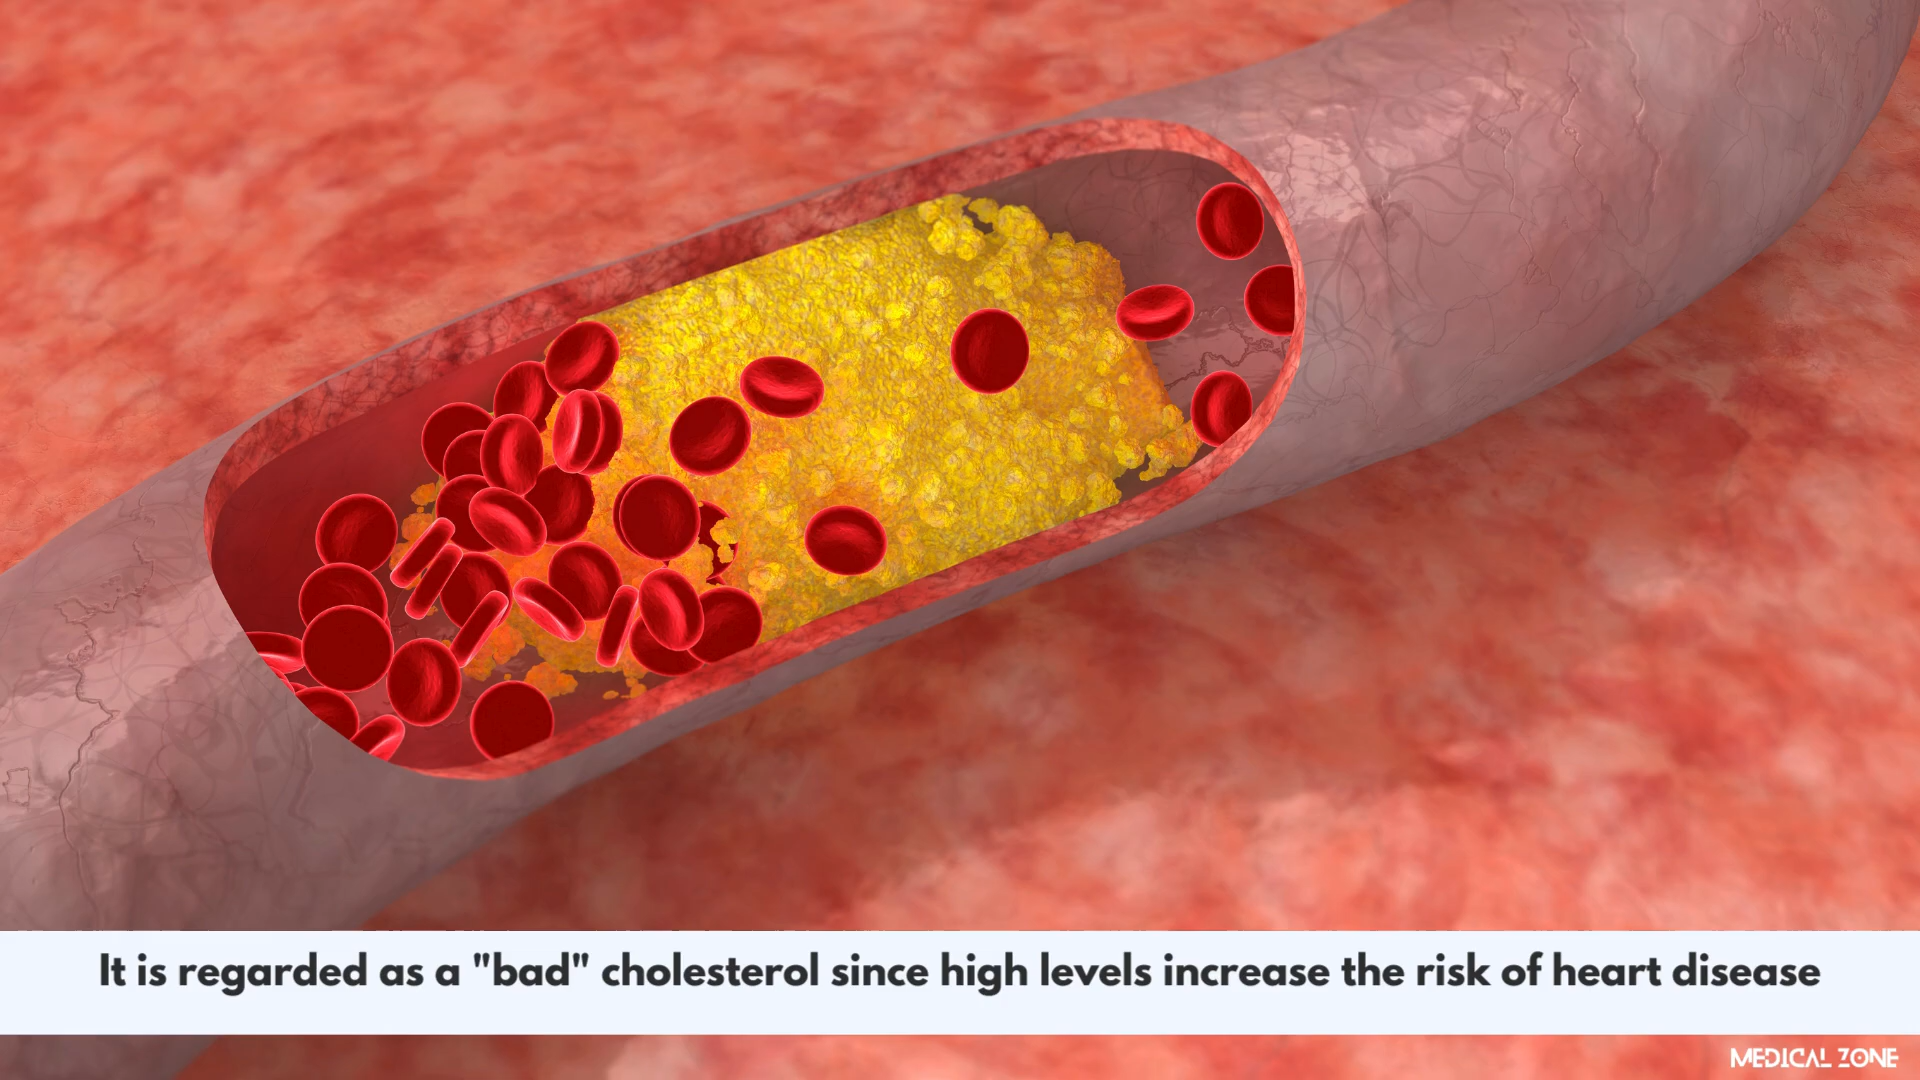 It is regarded as a "bad" cholesterol since high levels increase the risk of heart disease
MEDICAL ZONE